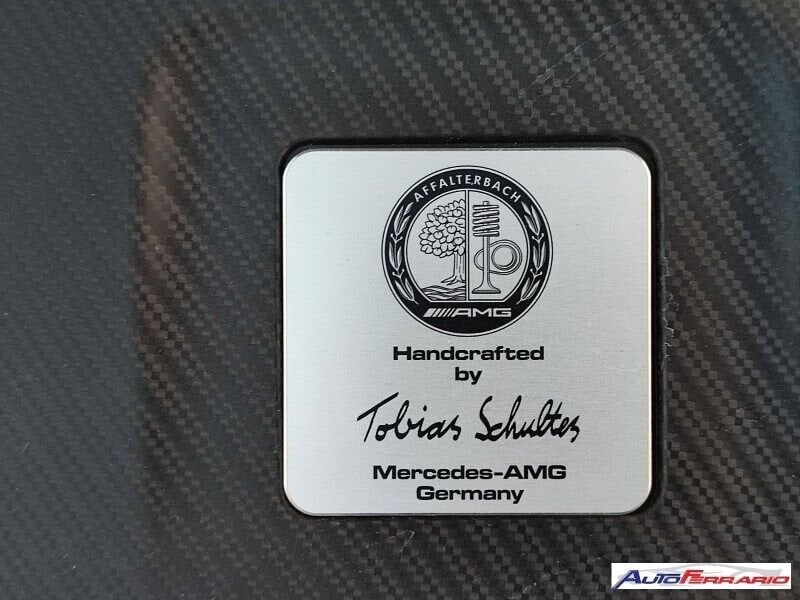 AFFALTERBACH
AMG
Handcrafted
by
Tobias Schultes
Mercedes-AMG
Germany
AUTOFERRARIO